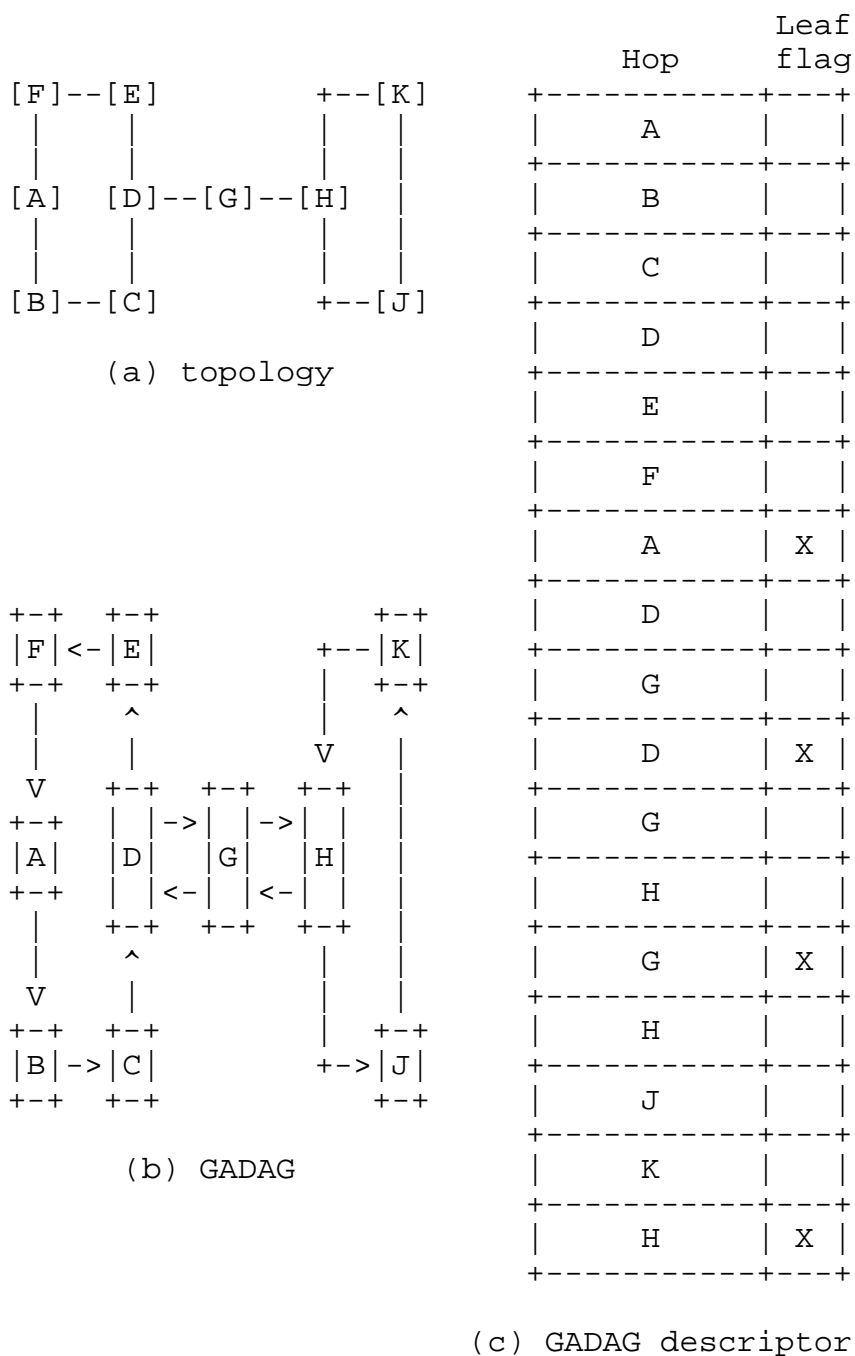 Leaf
                                      Hop       flag
[F]--[E]          +--[K]        +-----------+---+
 |    |           |   |         |     A     |   |
 |    |           |   |         +-----------+---+
[A]  [D]--[G]--[H]    |         |     B     |   |
 |    |           |   |         +-----------+---+
 |    |           |   |         |     C     |   |
[B]--[C]          +--[J]        +-----------+---+
                                |     D     |   |
     (a) topology               +-----------+---+
                                |     E     |   |
                                +-----------+---+
                                |     F     |   |
                                +-----------+---+
                                |     A     | X |
                                +-----------+---+
+-+  +-+             +-+        |     D     |   |
|F|<-|E|          +--|K|        +-----------+---+
+-+  +-+          |  +-+        |     G     |   |
 |    ^           |   ^         +-----------+---+
 |    |           V   |         |     D     | X |
 V   +-+  +-+  +-+    |         +-----------+---+
+-+  | |->| |->| |    |         |     G     |   |
|A|  |D|  |G|  |H|    |         +-----------+---+
+-+  | |<-| |<-| |    |         |     H     |   |
 |   +-+  +-+  +-+    |         +-----------+---+
 |    ^           |   |         |     G     | X |
 V    |           |   |         +-----------+---+
+-+  +-+          |  +-+        |     H     |   |
|B|->|C|          +->|J|        +-----------+---+
+-+  +-+             +-+        |     J     |   |
                                +-----------+---+
      (b) GADAG                 |     K     |   |
                                +-----------+---+
                                |     H     | X |
                                +-----------+---+
                        (c) GADAG descriptor